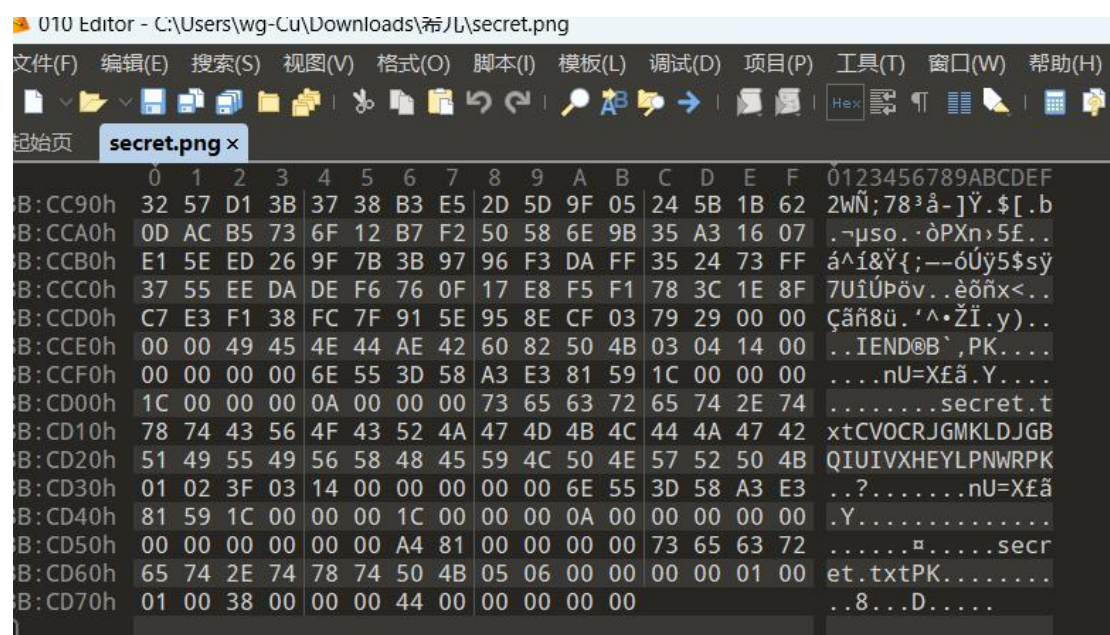 010 Editor - C:\Users\wg-Cu\Downloads\希儿\secret.png
文件(F) 编辑(E) 搜索(S) 视图(V) 格式(O) 脚本(I) 模板(L) 调试(D) 项目(P) 工具(T) 窗口(W) 帮助(H)
Hex
起始页 secret.png ×
0 1 2 3 4 5 6 7 8 9 A B C D E F 0123456789ABCDEF
BB:CC90h 32 57 D1 3B 37 38 B3 E5 2D 5D 9F 05 24 5B 1B 62 2WÑ;78³å-]Ÿ.$[.b
BB:CCA0h 0D AC B5 73 6F 12 B7 F2 50 58 6E 9B 35 A3 16 07 .¬µso.·òPXn›5£..
BB:CCB0h E1 5E ED 26 9F 7B 3B 97 96 F3 DA FF 35 24 73 FF á^í&Ÿ{;—–óÚÿ5$sÿ
BB:CCC0h 37 55 EE DA DE F6 76 0F 17 E8 F5 F1 78 3C 1E 8F 7UîÚÞöv..èõñx<..
BB:CCD0h C7 E3 F1 38 FC 7F 91 5E 95 8E CF 03 79 29 00 00 Çãñ8ü.‘^•ŽÏ.y)..
BB:CCE0h 00 00 49 45 4E 44 AE 42 60 82 50 4B 03 04 14 00 ..IEND®B`‚PK....
BB:CCF0h 00 00 00 00 6E 55 3D 58 A3 E3 81 59 1C 00 00 00 ....nU=X£ã.Y....
BB:CD00h 1C 00 00 00 0A 00 00 00 73 65 63 72 65 74 2E 74 ........secret.t
BB:CD10h 78 74 43 56 4F 43 52 4A 47 4D 4B 4C 44 4A 47 42 xtCVOCRJGMKLDJGB
BB:CD20h 51 49 55 49 56 58 48 45 59 4C 50 4E 57 52 50 4B QIUIVXHEYLPNWRPK
BB:CD30h 01 02 3F 03 14 00 00 00 00 00 6E 55 3D 58 A3 E3 ..?.......nU=X£ã
BB:CD40h 81 59 1C 00 00 00 1C 00 00 00 0A 00 00 00 00 00 .Y..............
BB:CD50h 00 00 00 00 00 00 A4 81 00 00 00 00 73 65 63 72 ......¤.....secr
BB:CD60h 65 74 2E 74 78 74 50 4B 05 06 00 00 00 00 01 00 et.txtPK........
BB:CD70h 01 00 38 00 00 00 44 00 00 00 00 00 ..8...D.....